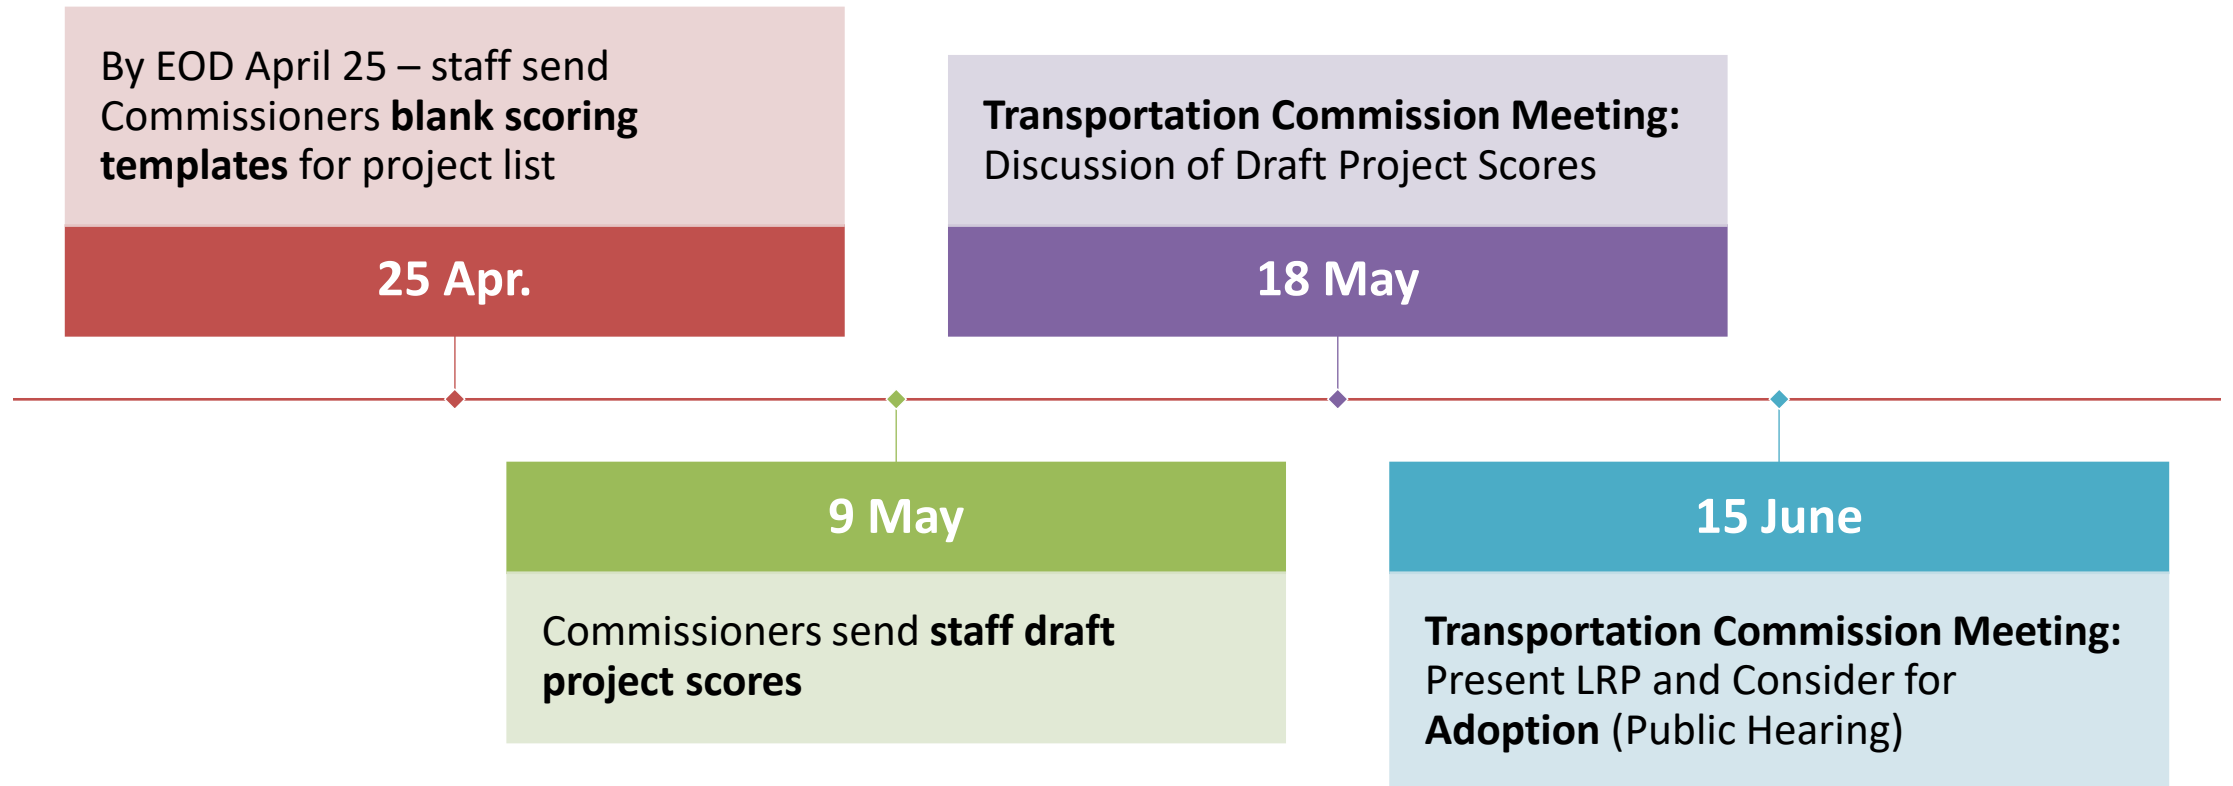 By EOD April 25 – staff send
Commissioners blank scoring
templates for project list
25 Apr.
9 May
Commissioners send staff draft
project scores
Transportation Commission Meeting:
Discussion of Draft Project Scores
18 May
15 June
Transportation Commission Meeting:
Present LRP and Consider for
Adoption (Public Hearing)